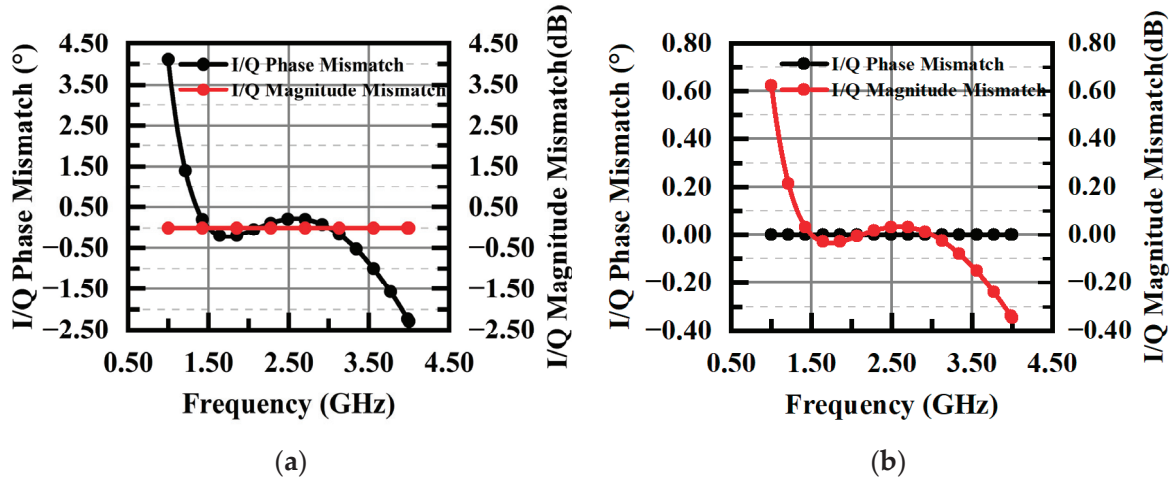 I/Q Phase Mismatch (°)
4.50
3.50
2.50
1.50
0.50
−0.50
−1.50
−2.50
I/Q Phase Mismatch
I/Q Magnitude Mismatch
4.50
3.50
2.50
1.50
0.50
−0.50
−1.50
−2.50
I/Q Magnitude Mismatch(dB)
0.50 1.50 2.50 3.50 4.50
Frequency (GHz)
(a)
I/Q Phase Mismatch (°)
0.80
0.60
0.40
0.20
0.00
−0.20
−0.40
I/Q Phase Mismatch
I/Q Magnitude Mismatch
0.80
0.60
0.40
0.20
0.00
−0.20
−0.40
I/Q Magnitude Mismatch(dB)
0.50 1.50 2.50 3.50 4.50
Frequency (GHz)
(b)